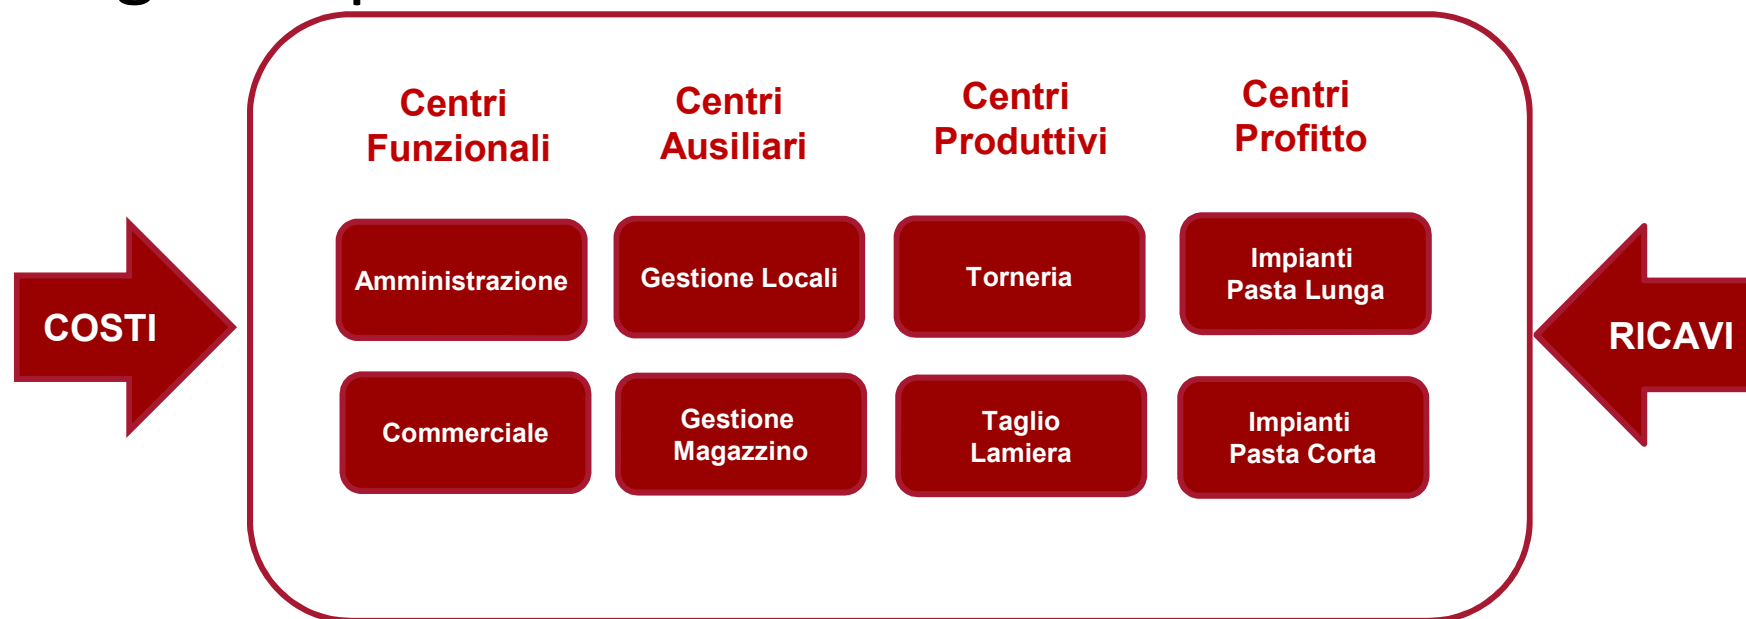 Centri
Funzionali
Centri
Ausiliari
Centri
Produttivi
Centri
Profitto
COSTI
Amministrazione
Gestione Locali
Torneria
Impianti
Pasta Lunga
RICAVI
Commerciale
Gestione
Magazzino
Taglio
Lamiera
Impianti
Pasta Corta